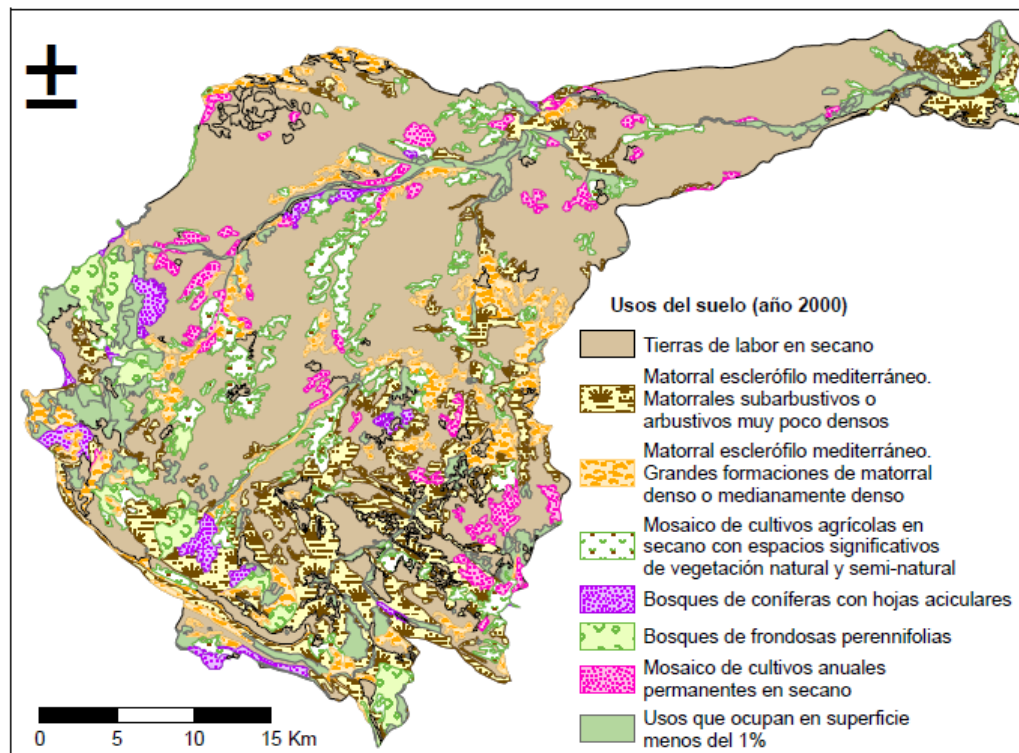 ±
Usos del suelo (año 2000)
Tierras de labor en secano
Matorral esclerófilo mediterráneo.
Matorrales subarbustivos o
arbustivos muy poco densos
Matorral esclerófilo mediterráneo.
Grandes formaciones de matorral
denso o medianamente denso
Mosaico de cultivos agrícolas en
secano con espacios significativos
de vegetación natural y semi-natural
Bosques de coníferas con hojas aciculares
Bosques de frondosas perennifolias
Mosaico de cultivos anuales
permanentes en secano
Usos que ocupan en superficie
menos del 1%
0 5 10 15 Km